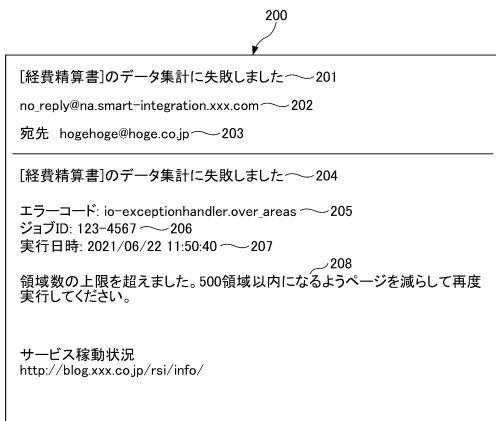 200
[経費精算書]のデータ集計に失敗しました 201
no_reply@na.smart-integration.xxx.com 202
宛先 hogehoge@hoge.co.jp 203
[経費精算書]のデータ集計に失敗しました 204
エラーコード: io-exceptionhandler.over_areas 205
ジョブID: 123-4567 206
実行日時: 2021/06/22 11:50:40 207
208
領域数の上限を超えました。500領域以内になるようページを減らして再度
実行してください。
サービス稼動状況
http://blog.xxx.co.jp/rsi/info/